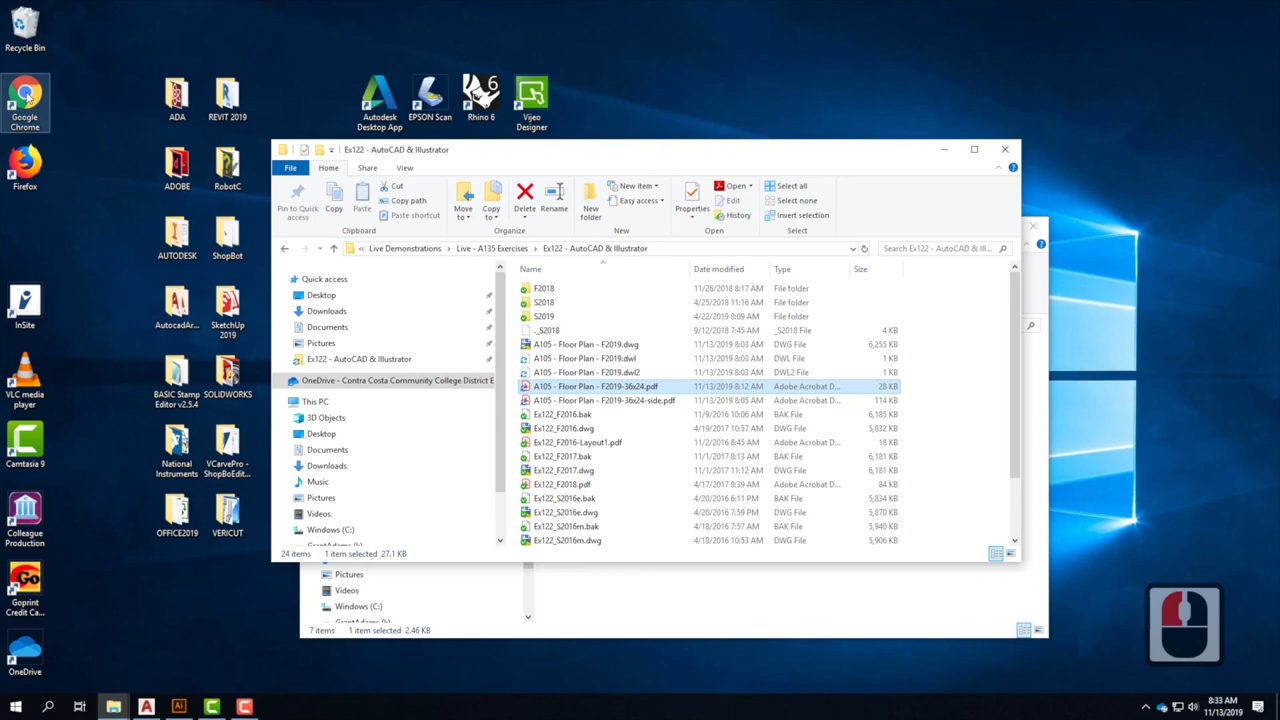 Recycle Bin
Google
Chrome
Firefox
InSite
VLC media
player
Camtasia 9
Colleague
Production
Goprint
Credit Ca...
OneDrive
ADA
REVIT 2019
ADOBE
RobotC
AUTODESK
ShopBot
AutocadAr...
SketchUp
2019
BASIC Stamp
Editor v2.5.4
SOLIDWORKS
National
Instruments
VCarvePro -
ShopBoEdit...
OFFICE2019
VERICUT
Autodesk
Desktop App
EPSON Scan
6
Rhino 6
Vijeo
Designer
Ex122 - AutoCAD & Illustrator
File Home Share View
Pin to Quick
access
Copy
Paste
Cut
Copy path
Paste shortcut
Clipboard
Move
to
Copy
to
Delete
Rename
Organize
New
folder
New item
Easy access
New
Properties
Open
Edit
History
Open
Select all
Select none
Invert selection
Select
« Live Demonstrations > Live - A135 Exercises > Ex122 - AutoCAD & Illustrator
Search Ex122 - AutoCAD & Ill...
Quick access
Desktop
Downloads
Documents
Pictures
Ex122 - AutoCAD & Illustrator
OneDrive - Contra Costa Community College District E
This PC
3D Objects
Desktop
Documents
Downloads
Music
Pictures
Videos
Windows (C:)
Name Date modified Type Size
F2018 11/26/2018 8:17 AM File folder
S2018 4/25/2018 11:16 AM File folder
S2019 4/22/2019 8:09 AM File folder
._S2018 9/12/2018 7:45 AM _S2018 File 4 KB
A105 - Floor Plan - F2019.dwg 11/13/2019 8:03 AM DWG File 6,255 KB
A105 - Floor Plan - F2019.dwl 11/13/2019 8:03 AM DWL File 1 KB
A105 - Floor Plan - F2019.dwl2 11/13/2019 8:03 AM DWL2 File 1 KB
A105 - Floor Plan - F2019-36x24.pdf 11/13/2019 8:12 AM Adobe Acrobat D... 28 KB
A105 - Floor Plan - F2019-36x24-side.pdf 11/13/2019 8:05 AM Adobe Acrobat D... 114 KB
Ex122_F2016.bak 11/9/2016 10:06 AM BAK File 6,185 KB
Ex122_F2016.dwg 4/19/2017 10:57 AM DWG File 5,832 KB
Ex122_F2016-Layout1.pdf 11/2/2016 8:45 AM Adobe Acrobat D... 18 KB
Ex122_F2017.bak 11/1/2017 8:39 AM BAK File 6,181 KB
Ex122_F2017.dwg 11/1/2017 11:12 AM DWG File 6,181 KB
Ex122_F2018.pdf 4/17/2017 8:39 AM Adobe Acrobat D... 84 KB
Ex122_S2016e.bak 4/20/2016 6:11 PM BAK File 5,834 KB
Ex122_S2016e.dwg 4/20/2016 7:59 PM DWG File 5,870 KB
Ex122_S2016m.bak 4/18/2016 7:57 AM BAK File 5,940 KB
Ex122_S2016m.dwg 4/18/2016 10:53 AM DWG File 5,906 KB
24 items 1 item selected 27.1 KB
Pictures
Videos
Windows (C:)
7 items 1 item selected 2.46 KB
8:33 AM
11/13/2019